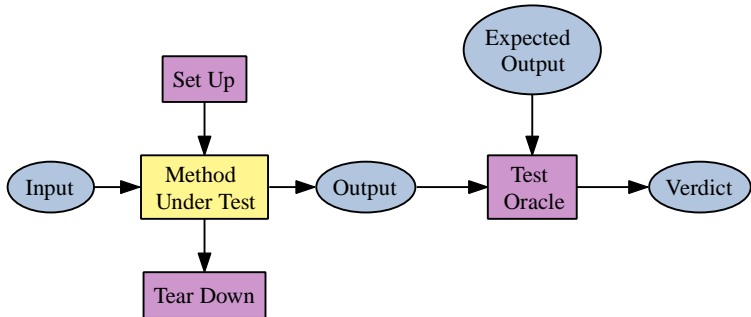 Expected
Output
Set Up
Input
Method
Under Test
Output
Test
Oracle
Verdict
Tear Down